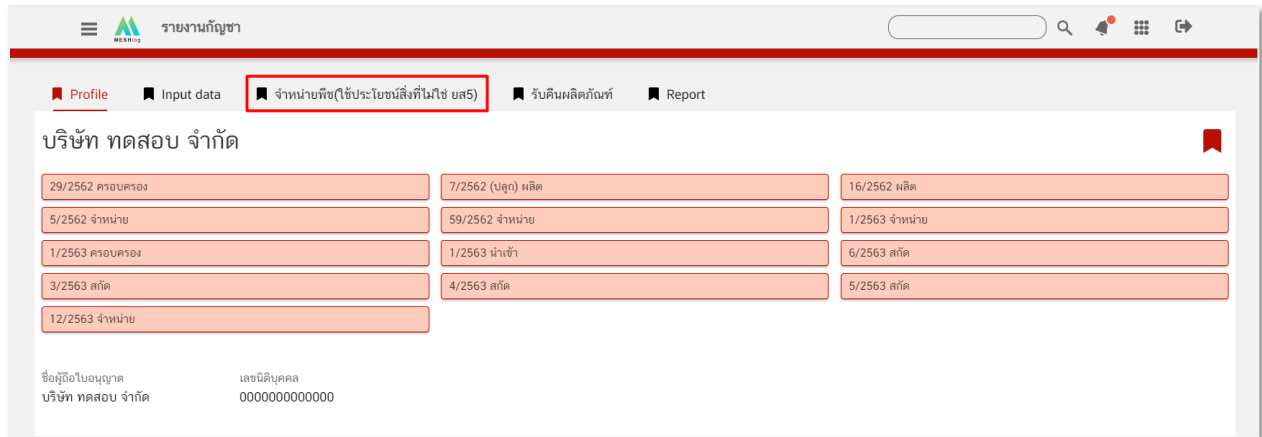 MESHlog
รายงานกัญชา
Profile
Input data
จำหน่ายพืช(ใช้ประโยชน์สิ่งที่ไม่ใช่ ยส5)
รับคืนผลิตภัณฑ์
Report
บริษัท ทดสอบ จำกัด
29/2562 ครอบครอง
7/2562 (ปลูก) ผลิต
16/2562 ผลิต
5/2562 จำหน่าย
59/2562 จำหน่าย
1/2563 จำหน่าย
1/2563 ครอบครอง
1/2563 นำเข้า
6/2563 สกัด
3/2563 สกัด
4/2563 สกัด
5/2563 สกัด
12/2563 จำหน่าย
ชื่อผู้ถือใบอนุญาต
เลขนิติบุคคล
บริษัท ทดสอบ จำกัด
0000000000000